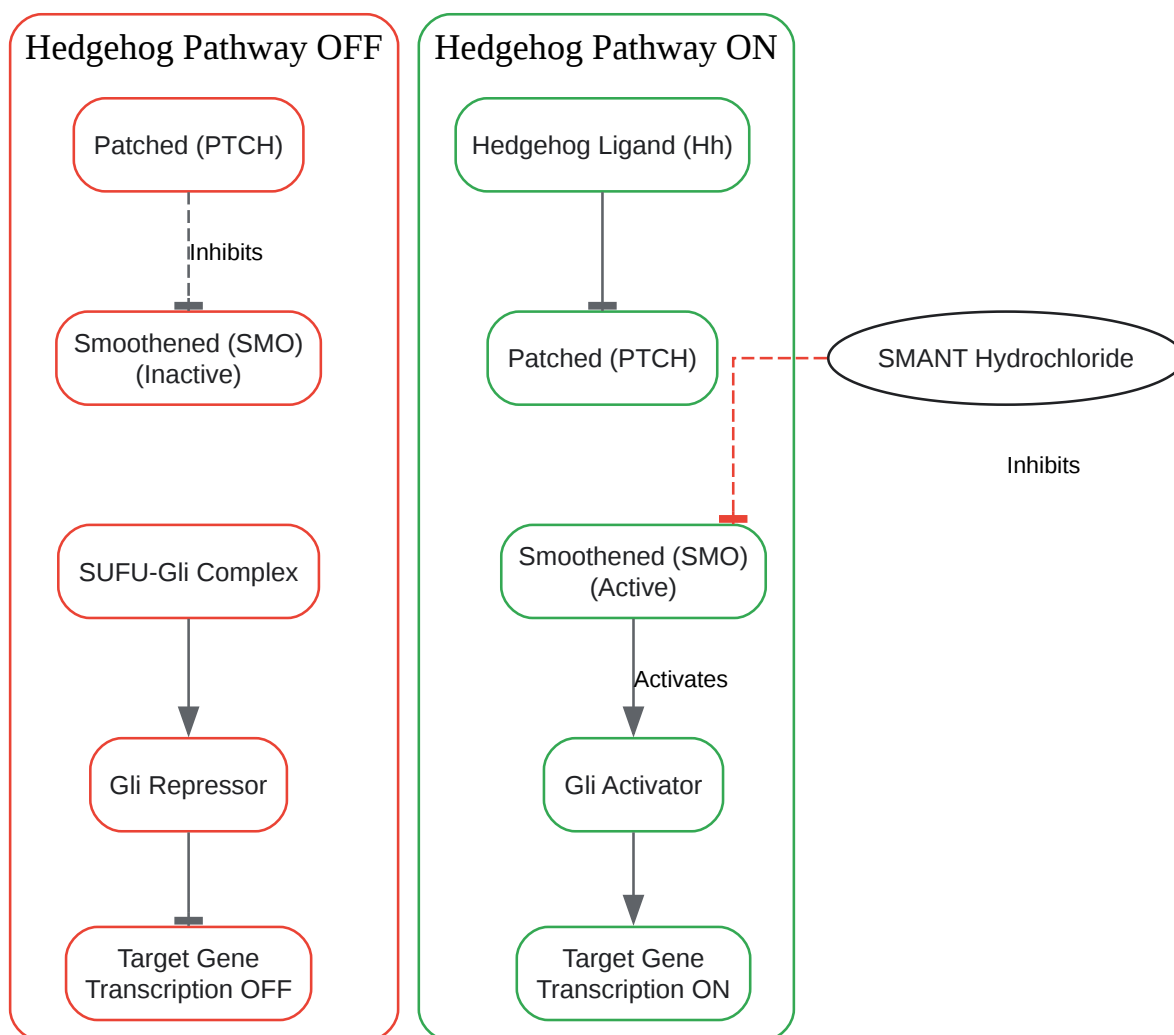 Hedgehog Pathway OFF
Patched (PTCH)
Inhibits
Smoothened (SMO)
(Inactive)
SUFU-Gli Complex
Gli Repressor
Target Gene
Transcription OFF
Hedgehog Pathway ON
Hedgehog Ligand (Hh)
Patched (PTCH)
Smoothened (SMO)
(Active)
Activates
Gli Activator
Target Gene
Transcription ON
SMANT Hydrochloride
Inhibits